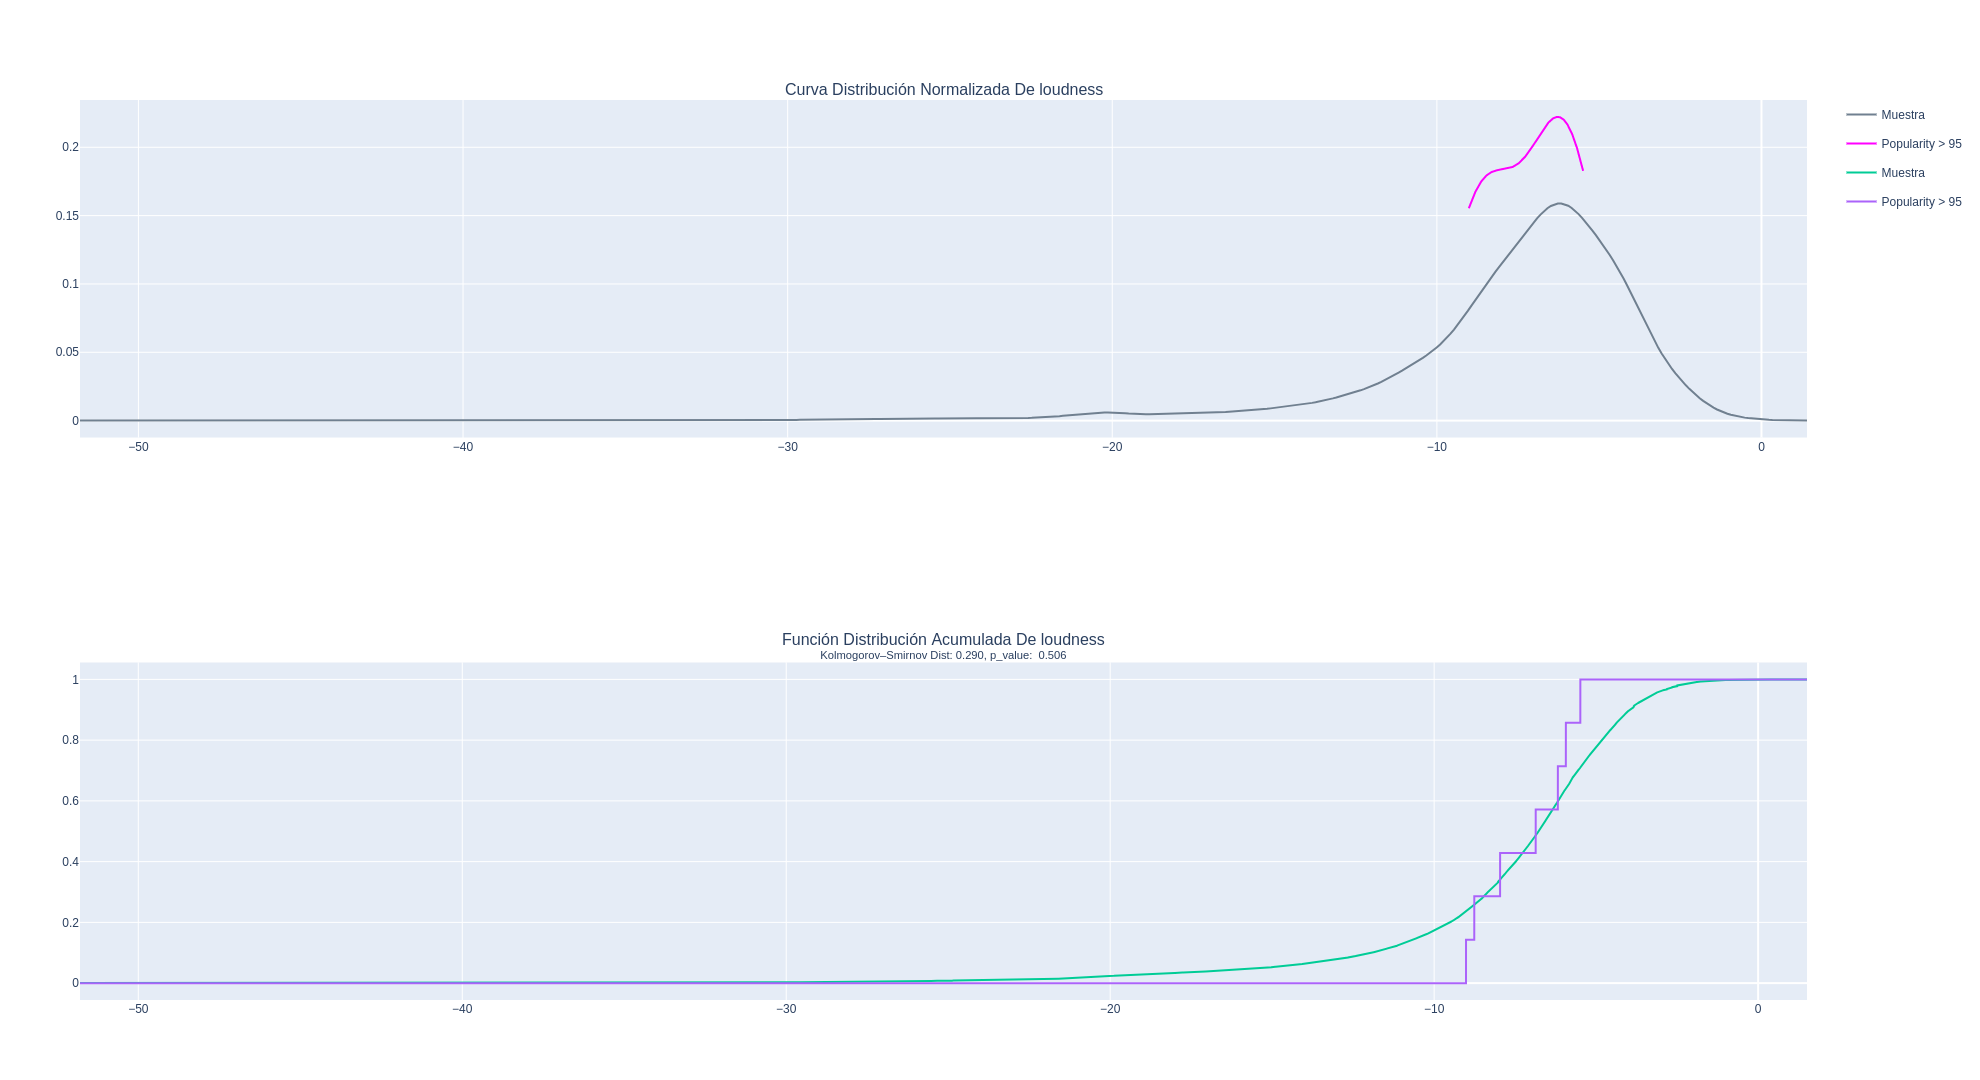 Curva Distribución Normalizada De loudness
0.2
0.15
0.1
0.05
0
−50 −40 −30 −20 −10 0
Muestra
Popularity > 95
Muestra
Popularity > 95
Función Distribución Acumulada De loudness
Kolmogorov–Smirnov Dist: 0.290, p_value: 0.506
1
0.8
0.6
0.4
0.2
0
−50 −40 −30 −20 −10 0